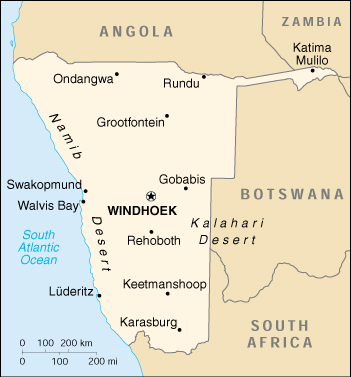 ANGOLA
ZAMBIA
Katima
Mulilo
Ondangwa
Rundu
Grootfontein
Namib
Desert
Gobabis
Swakopmund
Walvis Bay
WINDHOEK
BOTSWANA
Kalahari
Desert
Rehoboth
South
Atlantic
Ocean
Lüderitz
Keetmanshoop
Karasburg
SOUTH
AFRICA
0 100 200 km
0 100 200 mi